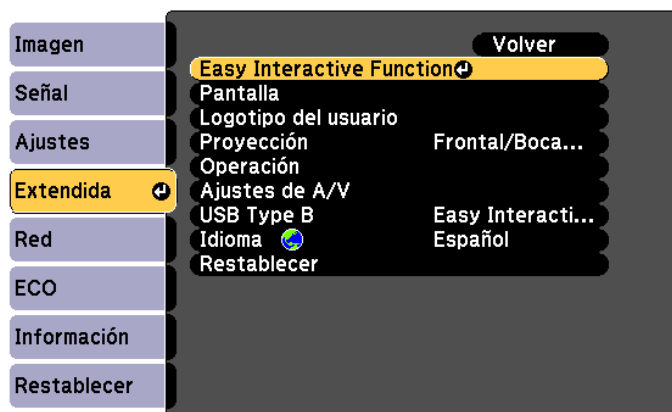 Imagen
Señal
Ajustes
Extendida
Red
ECO
Información
Restablecer
Volver
Easy Interactive Function
Pantalla
Logotipo del usuario
Proyección Frontal/Boca...
Operación
Ajustes de A/V
USB Type B Easy Interacti...
Idioma Español
Restablecer